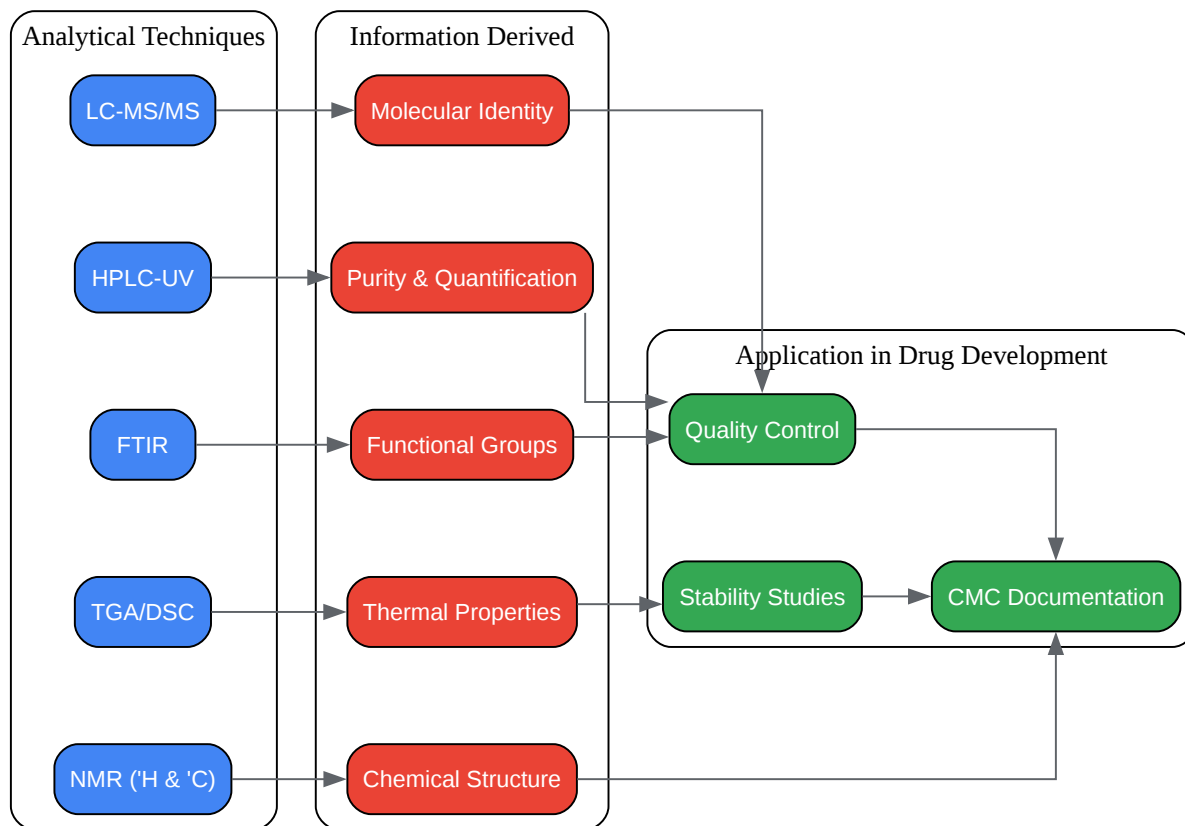 Analytical Techniques
Information Derived
LC-MS/MS
Molecular Identity
HPLC-UV
Purity & Quantification
Application in Drug Development
FTIR
Functional Groups
Quality Control
TGA/DSC
Thermal Properties
Stability Studies
CMC Documentation
NMR ('H & 'C)
Chemical Structure